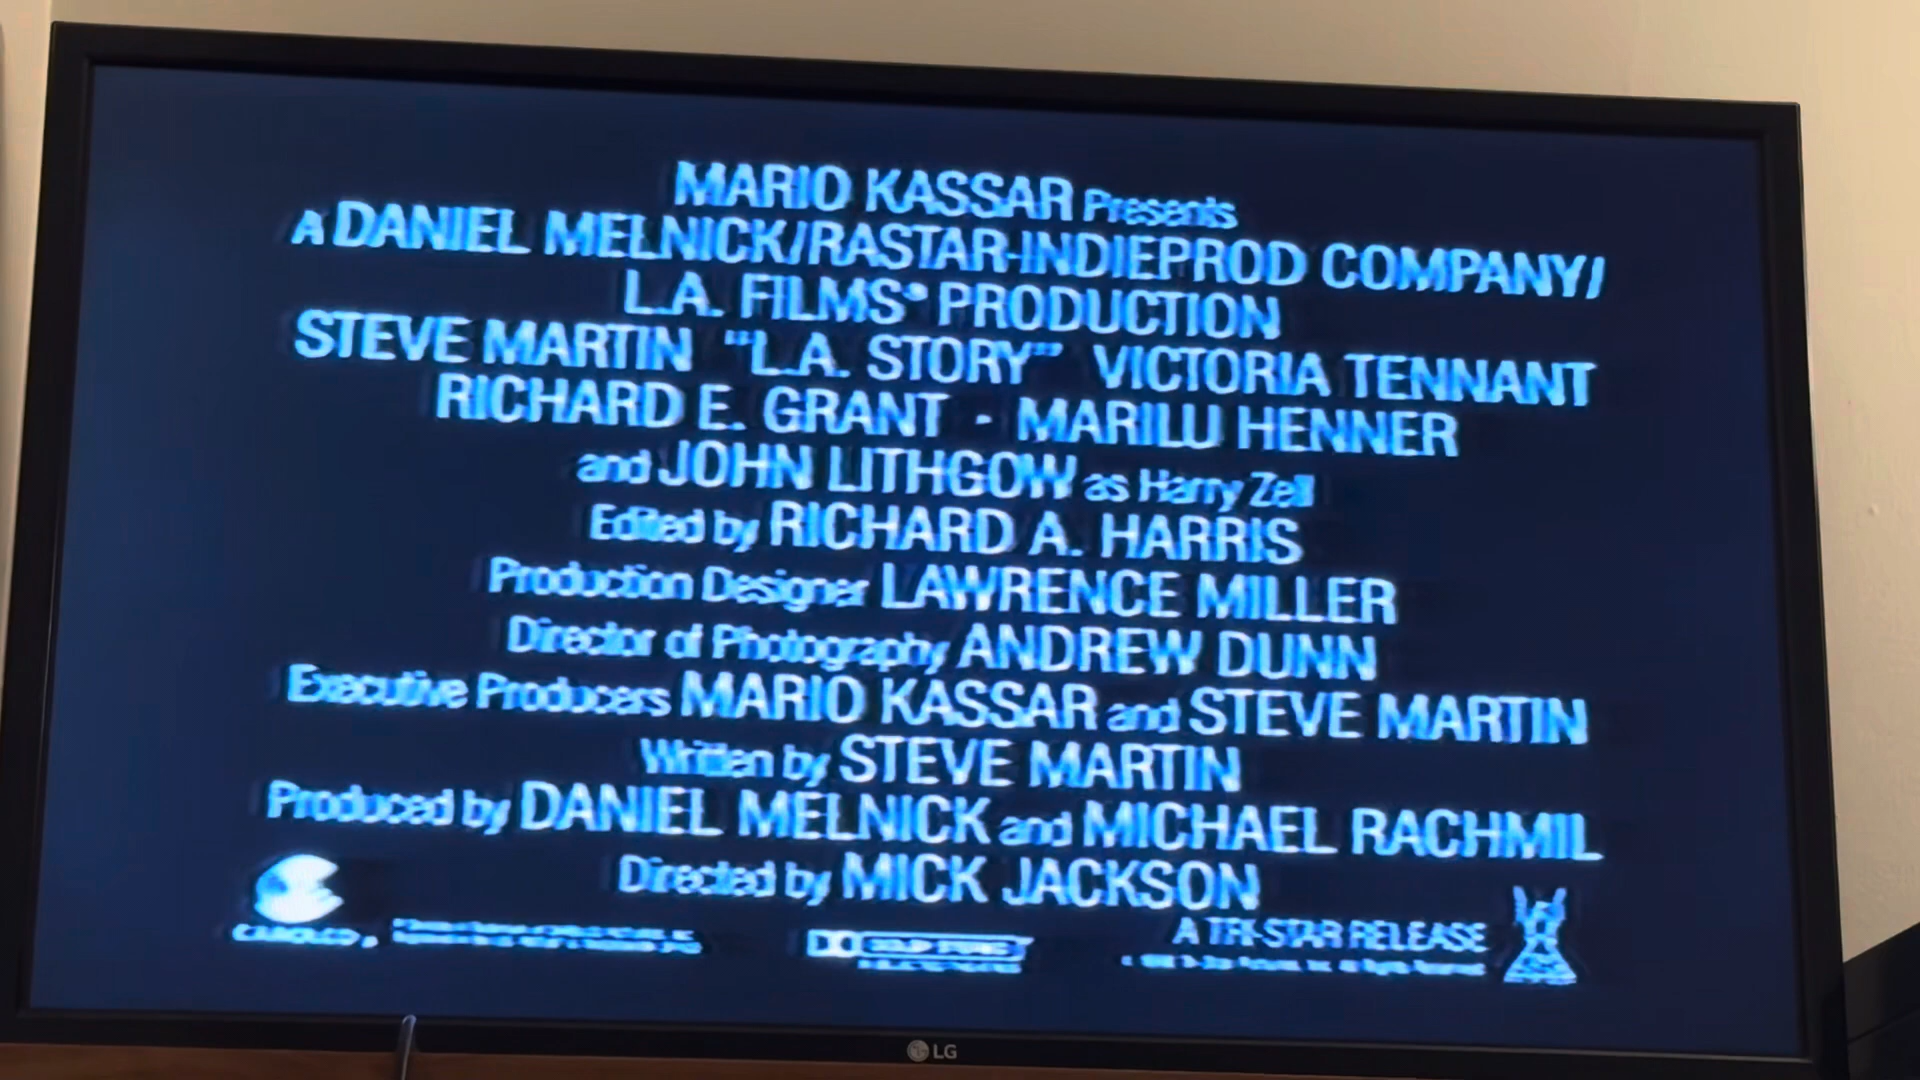 MARIO KASSAR Presents
A DANIEL MELNICK/RASTAR-INDIEPROD COMPANY/
L.A. FILMS PRODUCTION
STEVE MARTIN "L.A. STORY" VICTORIA TENNANT
RICHARD E. GRANT · MARILU HENNER
and JOHN LITHGOW as Harry Zell
Edited by RICHARD A. HARRIS
Production Designer LAWRENCE MILLER
Director of Photography ANDREW DUNN
Executive Producers MARIO KASSAR and STEVE MARTIN
Written by STEVE MARTIN
Produced by DANIEL MELNICK and MICHAEL RACHMIL
Directed by MICK JACKSON
CAROLCO
A TRI-STAR RELEASE
LG